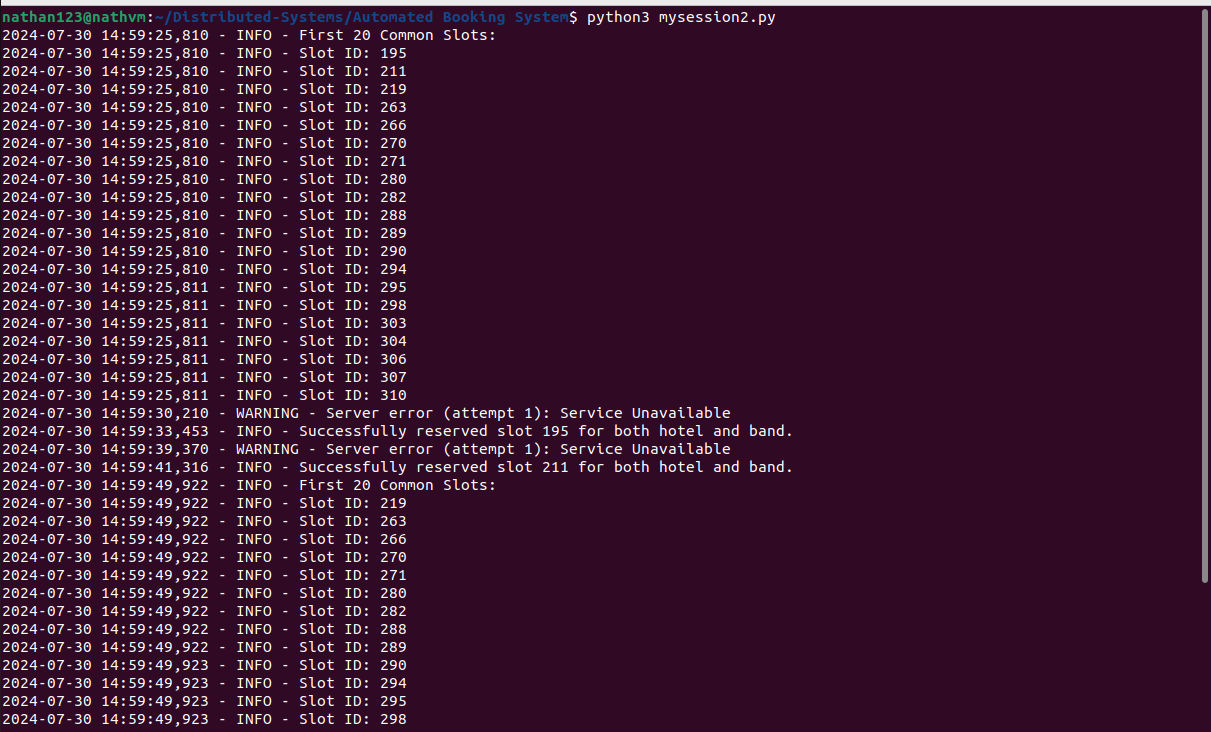 nathan123@nathvm:~/Distributed-Systems/Automated Booking System$ python3 mysession2.py
2024-07-30 14:59:25,810 - INFO - First 20 Common Slots:
2024-07-30 14:59:25,810 - INFO - Slot ID: 195
2024-07-30 14:59:25,810 - INFO - Slot ID: 211
2024-07-30 14:59:25,810 - INFO - Slot ID: 219
2024-07-30 14:59:25,810 - INFO - Slot ID: 263
2024-07-30 14:59:25,810 - INFO - Slot ID: 266
2024-07-30 14:59:25,810 - INFO - Slot ID: 270
2024-07-30 14:59:25,810 - INFO - Slot ID: 271
2024-07-30 14:59:25,810 - INFO - Slot ID: 280
2024-07-30 14:59:25,810 - INFO - Slot ID: 282
2024-07-30 14:59:25,810 - INFO - Slot ID: 288
2024-07-30 14:59:25,810 - INFO - Slot ID: 289
2024-07-30 14:59:25,810 - INFO - Slot ID: 290
2024-07-30 14:59:25,810 - INFO - Slot ID: 294
2024-07-30 14:59:25,811 - INFO - Slot ID: 295
2024-07-30 14:59:25,811 - INFO - Slot ID: 298
2024-07-30 14:59:25,811 - INFO - Slot ID: 303
2024-07-30 14:59:25,811 - INFO - Slot ID: 304
2024-07-30 14:59:25,811 - INFO - Slot ID: 306
2024-07-30 14:59:25,811 - INFO - Slot ID: 307
2024-07-30 14:59:25,811 - INFO - Slot ID: 310
2024-07-30 14:59:30,210 - WARNING - Server error (attempt 1): Service Unavailable
2024-07-30 14:59:33,453 - INFO - Successfully reserved slot 195 for both hotel and band.
2024-07-30 14:59:39,370 - WARNING - Server error (attempt 1): Service Unavailable
2024-07-30 14:59:41,316 - INFO - Successfully reserved slot 211 for both hotel and band.
2024-07-30 14:59:49,922 - INFO - First 20 Common Slots:
2024-07-30 14:59:49,922 - INFO - Slot ID: 219
2024-07-30 14:59:49,922 - INFO - Slot ID: 263
2024-07-30 14:59:49,922 - INFO - Slot ID: 266
2024-07-30 14:59:49,922 - INFO - Slot ID: 270
2024-07-30 14:59:49,922 - INFO - Slot ID: 271
2024-07-30 14:59:49,922 - INFO - Slot ID: 280
2024-07-30 14:59:49,922 - INFO - Slot ID: 282
2024-07-30 14:59:49,922 - INFO - Slot ID: 288
2024-07-30 14:59:49,922 - INFO - Slot ID: 289
2024-07-30 14:59:49,923 - INFO - Slot ID: 290
2024-07-30 14:59:49,923 - INFO - Slot ID: 294
2024-07-30 14:59:49,923 - INFO - Slot ID: 295
2024-07-30 14:59:49,923 - INFO - Slot ID: 298